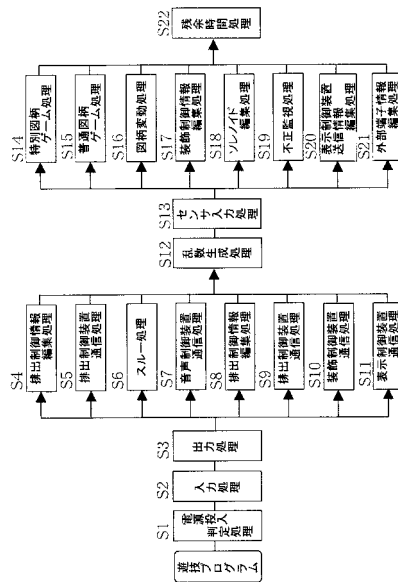 遊技プログラム
S1
電源投入
判定処理
S2
入力処理
S3
出力処理
S4
排出制御情報
編集処理
S5
排出制御装置
通信処理
S6
スルー処理
S7
音声制御装置
通信処理
S8
排出制御情報
編集処理
S9
排出制御装置
通信処理
S10
装飾制御装置
通信処理
S11
表示制御装置
通信処理
S12
乱数生成処理
S13
センサ入力処理
S14
特別図柄
ゲーム処理
S15
普通図柄
ゲーム処理
S16
図柄変動処理
S17
装飾制御情報
編集処理
S18
ソレノイド
編集処理
S19
不正監視処理
S20
表示制御装置
送信情報
編集処理
S21
外部端子情報
編集処理
S22
残余時間処理